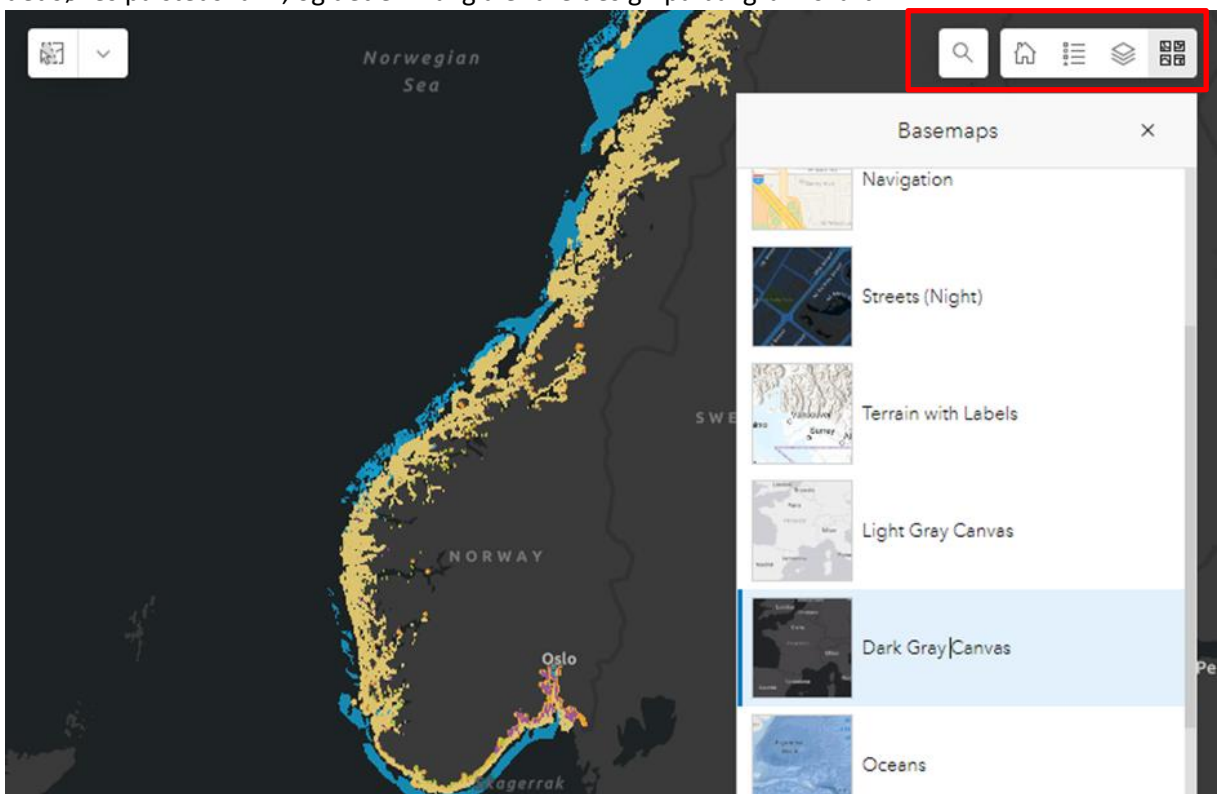 Norwegian
Sea
Basemaps
Navigation
Streets (Night)
SWE
Terrain with Labels
Light Gray Canvas
NORWAY
Dark Gray Canvas
Oslo
Pe
Skagerrak
Oceans